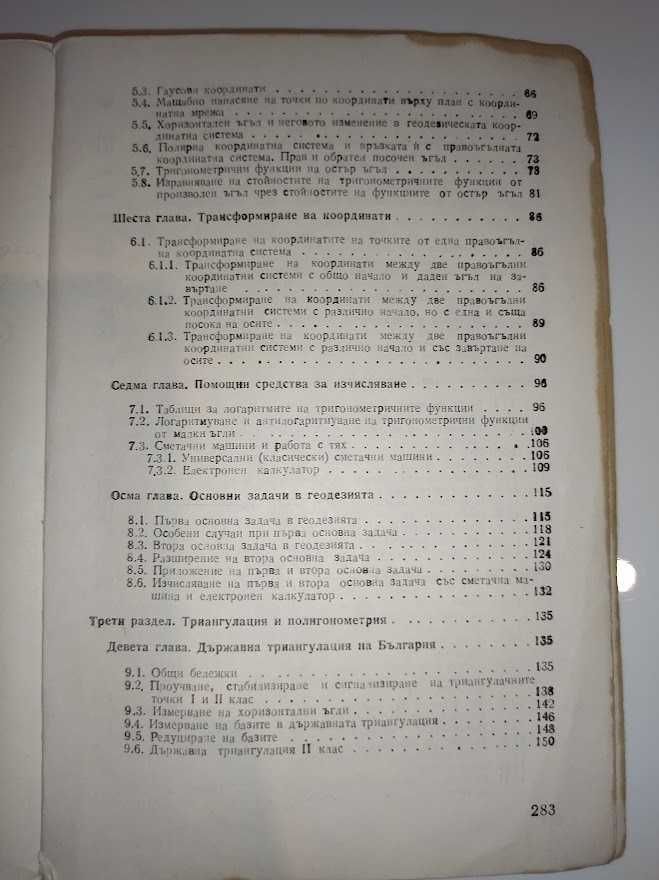 5.3. Гаусови координати . . . . . . . . . . . . . . . . . . 66
5.4. Мащабно нанасяне на точки по координати върху план с коорди-
натна мрежа . . . . . . . . . . . . . . . . . . . . . 69
5.5. Хоризонтален ъгъл и неговото изменение в геодезическата коор-
динатна система . . . . . . . . . . . . . . . . . . . 72
5.6. Полярна координатна система и връзката ѝ с правоъгълната
координатна система. Прав и обратен посочен ъгъл . . . . . 73
5.7. Тригонометрични функции на остър ъгъл . . . . . . . . . 78
5.8. Изравняване на стойностите на тригонометричните функции от
произволен ъгъл чрез стойностите на функциите от остър ъгъл 81
Шеста глава. Трансформиране на координати . . . . . . . . . . 86
6.1. Трансформиране на координатите на точките от една правоъгъл-
на координатна система . . . . . . . . . . . . . . . . 86
6.1.1. Трансформиране на координати между две правоъгълни
координатни системи с общо начало и даден ъгъл на за-
въртане . . . . . . . . . . . . . . . . . . . . . 86
6.1.2. Трансформиране на координати между две правоъгълни
координатни системи с различно начало, но с една и съща
посока на осите . . . . . . . . . . . . . . . . . . 89
6.1.3. Трансформиране на координати между две правоъгълни
координатни системи с различно начало и със завъртане на
осите . . . . . . . . . . . . . . . . . . . . . . 90
Седма глава. Помощни средства за изчисляване . . . . . . . . . 96
7.1. Таблици за логаритмите на тригонометричните функции . . . . 96
7.2. Логаритмуване и антилогаритмуване на тригонометрични функции
от малки ъгли . . . . . . . . . . . . . . . . . . . . 100
7.3. Сметачни машини и работа с тях . . . . . . . . . . . . . 106
7.3.1. Универсални (класически) сметачни машини . . . . . . 106
7.3.2. Електронен калкулатор . . . . . . . . . . . . . . 109
Осма глава. Основни задачи в геодезията . . . . . . . . . . . . 115
8.1. Първа основна задача в геодезията . . . . . . . . . . . . 115
8.2. Особени случаи при първа основна задача . . . . . . . . . 118
8.3. Втора основна задача в геодезията . . . . . . . . . . . . 121
8.4. Разширение на втора основна задача . . . . . . . . . . . 124
8.5. Приложение на първа и втора основна задача . . . . . . . . 130
8.6. Изчисляване на първа и втора основна задача със сметачна ма-
шина и електронен калкулатор . . . . . . . . . . . . . . 132
Трети раздел. Триангулация и полигонометрия . . . . . . . . . . . 135
Девета глава. Държавна триангулация на България . . . . . . . . 135
9.1. Общи бележки . . . . . . . . . . . . . . . . . . . . 135
9.2. Проучване, стабилизиране и сигнализиране на триангулачните
точки I и II клас . . . . . . . . . . . . . . . . . . . 138
9.3. Измерване на хоризонтални ъгли . . . . . . . . . . . . . 142
9.4. Измерване на базите в държавната триангулация . . . . . . . 146
9.5. Редуциране на базите . . . . . . . . . . . . . . . . . 148
9.6. Държавна триангулация II клас . . . . . . . . . . . . . 150
283